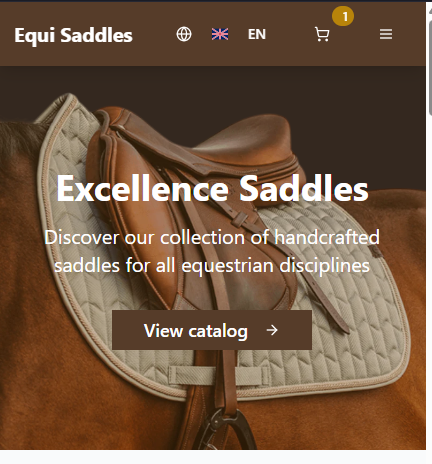 Equi Saddles
EN
1
Excellence Saddles
Discover our collection of handcrafted
saddles for all equestrian disciplines
View catalog